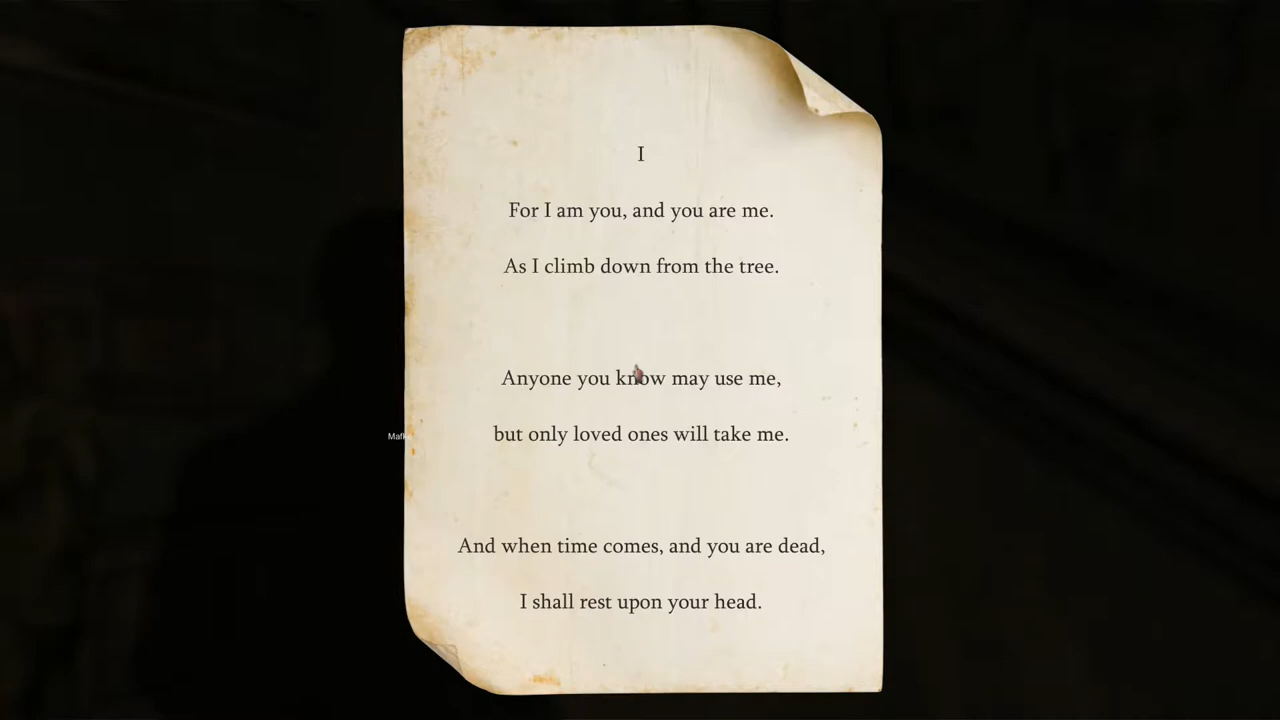 I
For I am you, and you are me.
As I climb down from the tree.
Anyone you know may use me,
but only loved ones will take me.
And when time comes, and you are dead,
I shall rest upon your head.